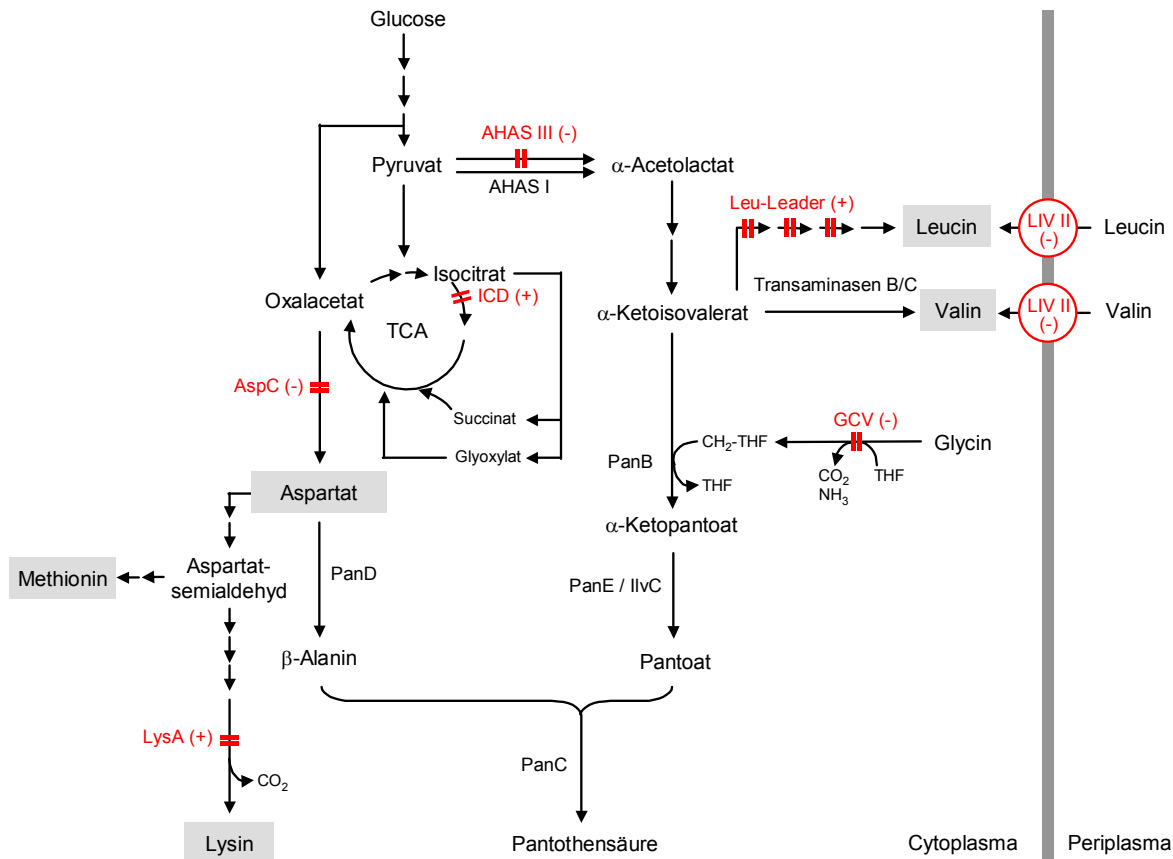 Glucose
AHAS III (-)
Pyruvat
AHAS I
α-Acetolactat
Leu-Leader (+)
Leucin
LIV II
(-)
Leucin
Isocitrat
ICD (+)
Oxalacetat
TCA
Transaminasen B/C
α-Ketoisovalerat
Valin
LIV II
(-)
Valin
AspC (-)
Succinat
Glyoxylat
GCV (-)
CH₂-THF
Glycin
PanB
THF
CO₂
NH₃
THF
Aspartat
α-Ketopantoat
Methionin
Aspartat-
semialdehyd
PanD
PanE / IlvC
β-Alanin
Pantoat
LysA (+)
CO₂
PanC
Lysin
Pantothensäure
Cytoplasma
Periplasma